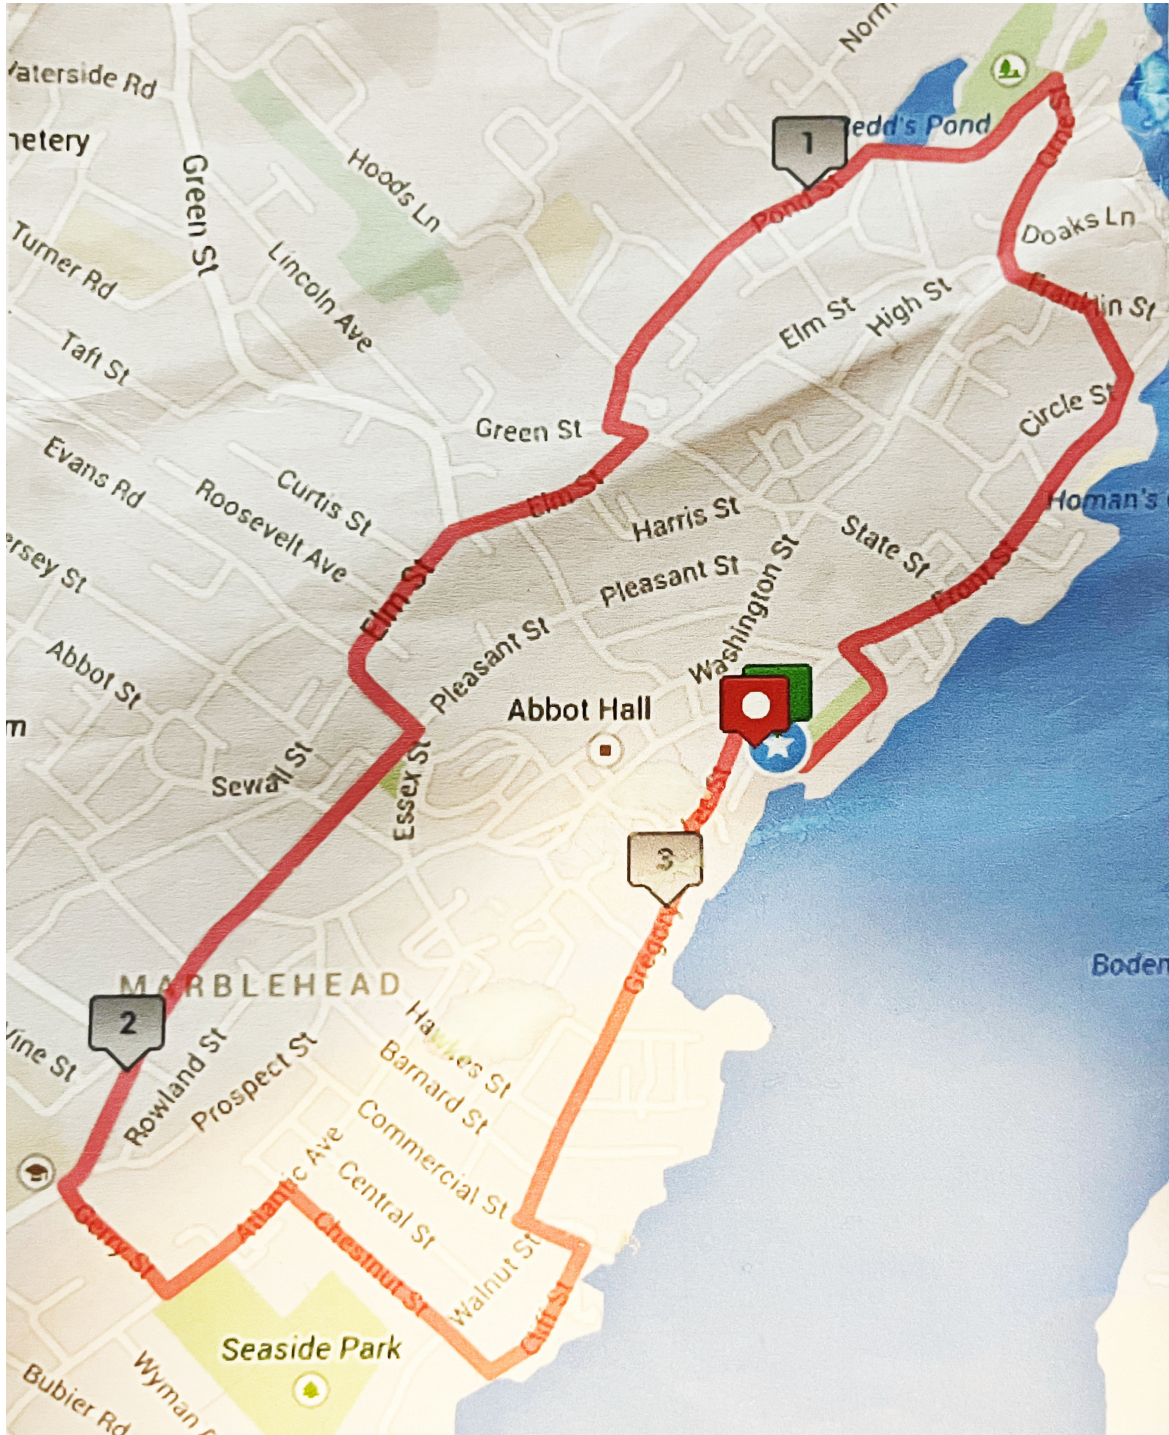 Norm
aterside Rd
Redd's Pond
1
netery
Orne St
Hoods Ln
Green St
Pond St
Doaks Ln
Turner Rd
Lincoln Ave
Franklin St
Elm St
High St
Taft St
Circle St
Green St
Evans Rd
Curtis St
Roosevelt Ave
Elm St
Homan's
Harris St
State St
ersey St
Elm St
Pleasant St
Washington St
Front St
Pleasant St
Abbot St
m
Abbot Hall
Sewall St
Essex St
3
Gregory
Boden
MARBLEHEAD
2
Vine St
Rowland St
Prospect St
Hawkes St
Barnard St
Commercial St
Atlantic Ave
Central St
Gerry St
Chestnut St
Walnut St
Cliff St
Seaside Park
Wyman
Bubier Rd